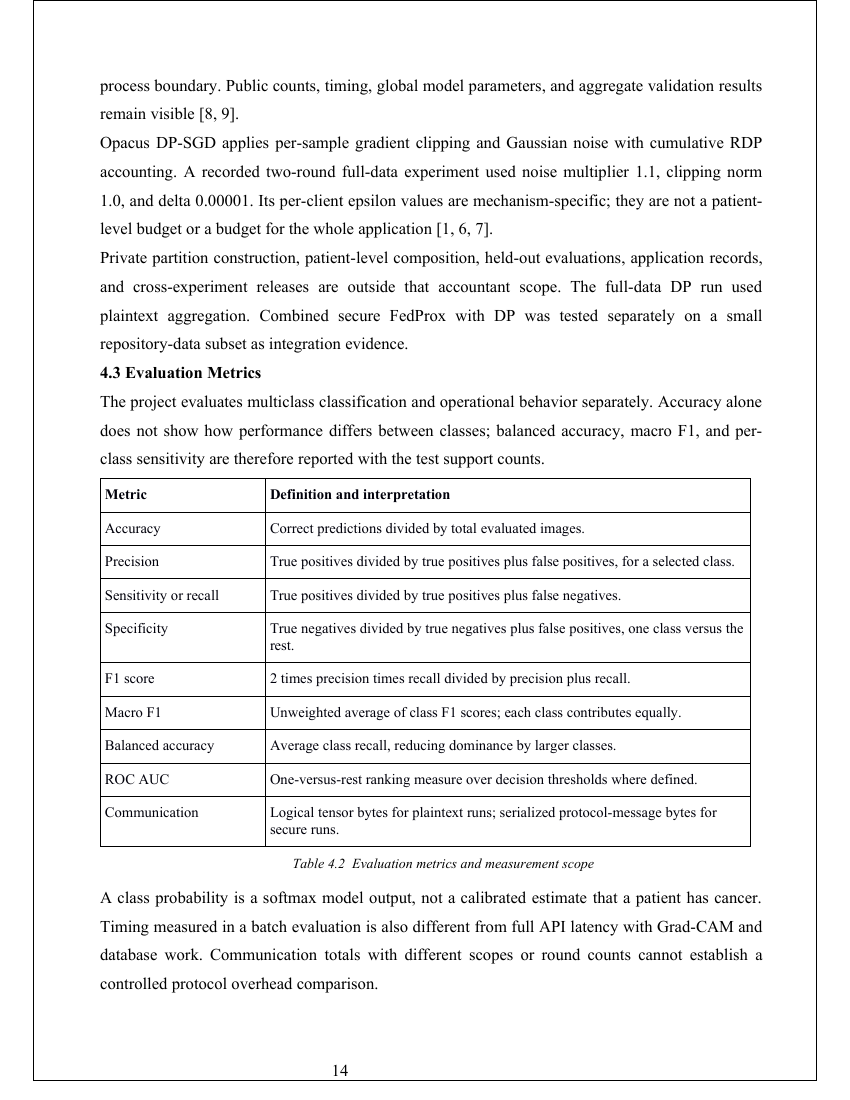 process boundary. Public counts, timing, global model parameters, and aggregate validation results
remain visible [8, 9].
Opacus DP-SGD applies per-sample gradient clipping and Gaussian noise with cumulative RDP
accounting. A recorded two-round full-data experiment used noise multiplier 1.1, clipping norm
1.0, and delta 0.00001. Its per-client epsilon values are mechanism-specific; they are not a patient-
level budget or a budget for the whole application [1, 6, 7].
Private partition construction, patient-level composition, held-out evaluations, application records,
and cross-experiment releases are outside that accountant scope. The full-data DP run used
plaintext aggregation. Combined secure FedProx with DP was tested separately on a small
repository-data subset as integration evidence.
4.3 Evaluation Metrics
The project evaluates multiclass classification and operational behavior separately. Accuracy alone
does not show how performance differs between classes; balanced accuracy, macro F1, and per-
class sensitivity are therefore reported with the test support counts.
Metric Definition and interpretation
Accuracy Correct predictions divided by total evaluated images.
Precision True positives divided by true positives plus false positives, for a selected class.
Sensitivity or recall True positives divided by true positives plus false negatives.
Specificity True negatives divided by true negatives plus false positives, one class versus the
rest.
F1 score 2 times precision times recall divided by precision plus recall.
Macro F1 Unweighted average of class F1 scores; each class contributes equally.
Balanced accuracy Average class recall, reducing dominance by larger classes.
ROC AUC One-versus-rest ranking measure over decision thresholds where defined.
Communication Logical tensor bytes for plaintext runs; serialized protocol-message bytes for
secure runs.
Table 4.2 Evaluation metrics and measurement scope
A class probability is a softmax model output, not a calibrated estimate that a patient has cancer.
Timing measured in a batch evaluation is also different from full API latency with Grad-CAM and
database work. Communication totals with different scopes or round counts cannot establish a
controlled protocol overhead comparison.
14